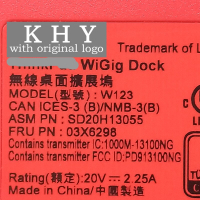 KHY
with original logo
Trademark of L
WiGig Dock
無線桌面擴展塢
MODEL(型號): W123
CAN ICES-3 (B)/NMB-3(B)
ASM PN : SD20H13055
FRU PN : 03X6298
Contains transmitter IC:1000M-13100NG
Contains transmitter FCC ID:PD913100NG
Rating(額定):20V⎓ 2.25A
Made in China/中國製造
TÜ